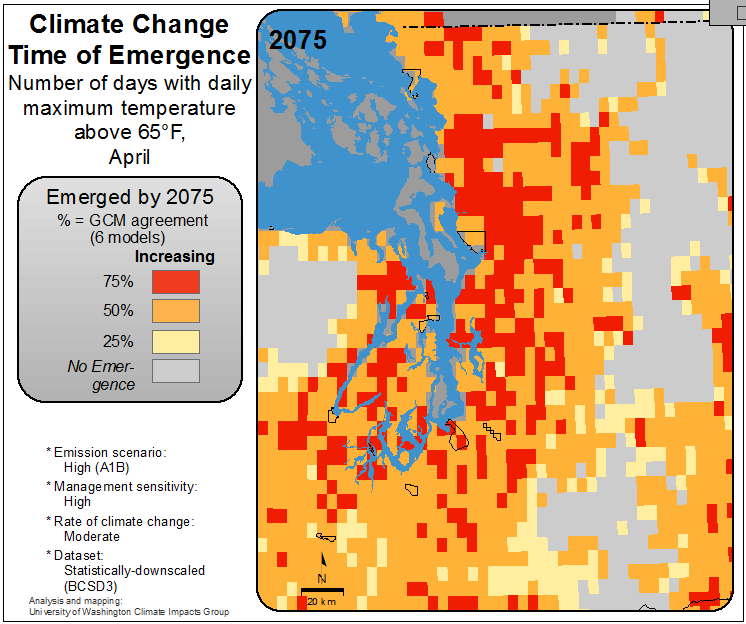 Climate Change
Time of Emergence
Number of days with daily
maximum temperature
above 65°F,
April
Emerged by 2075
% = GCM agreement
(6 models)
Increasing
75%
50%
25%
No Emer-
gence
* Emission scenario:
High (A1B)
* Management sensitivity:
High
* Rate of climate change:
Moderate
* Dataset:
Statistically-downscaled
(BCSD3)
Analysis and mapping:
University of Washington Climate Impacts Group
2075
N
20 km